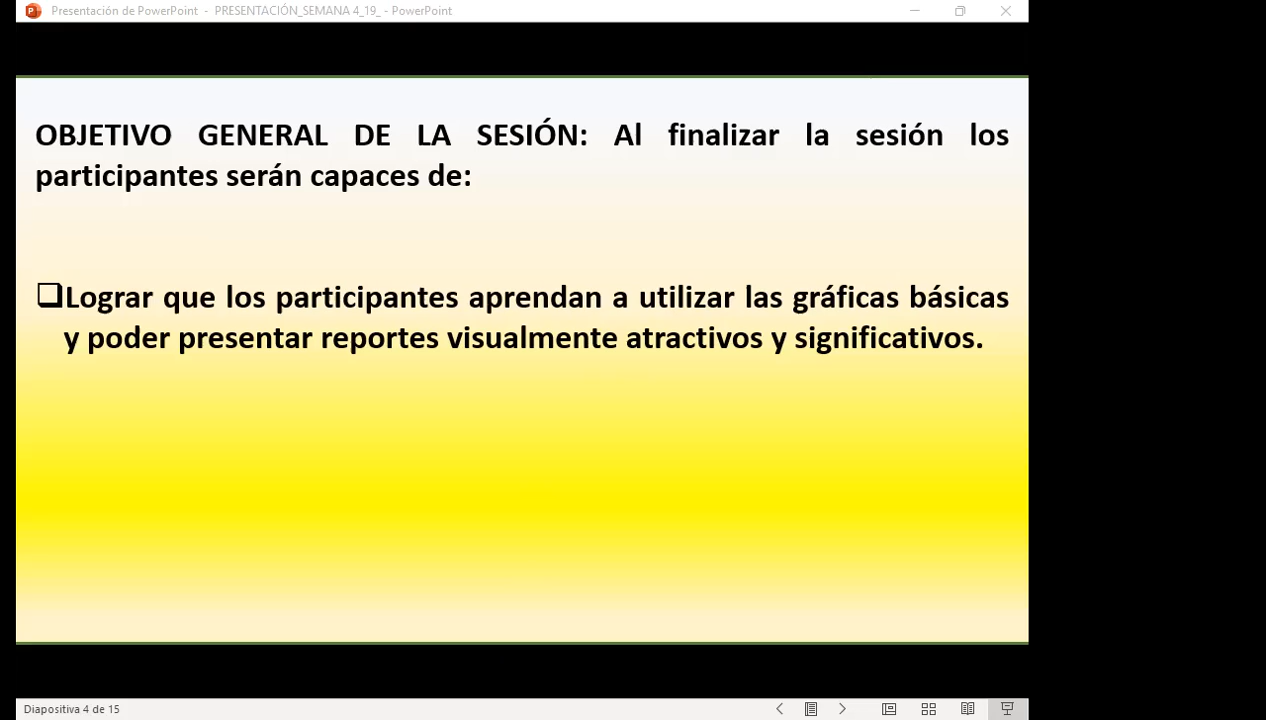 Presentación de PowerPoint - PRESENTACIÓN_SEMANA 4_19_ - PowerPoint
OBJETIVO GENERAL DE LA SESIÓN: Al finalizar la sesión los
participantes serán capaces de:
Lograr que los participantes aprendan a utilizar las gráficas básicas
y poder presentar reportes visualmente atractivos y significativos.
Diapositiva 4 de 15